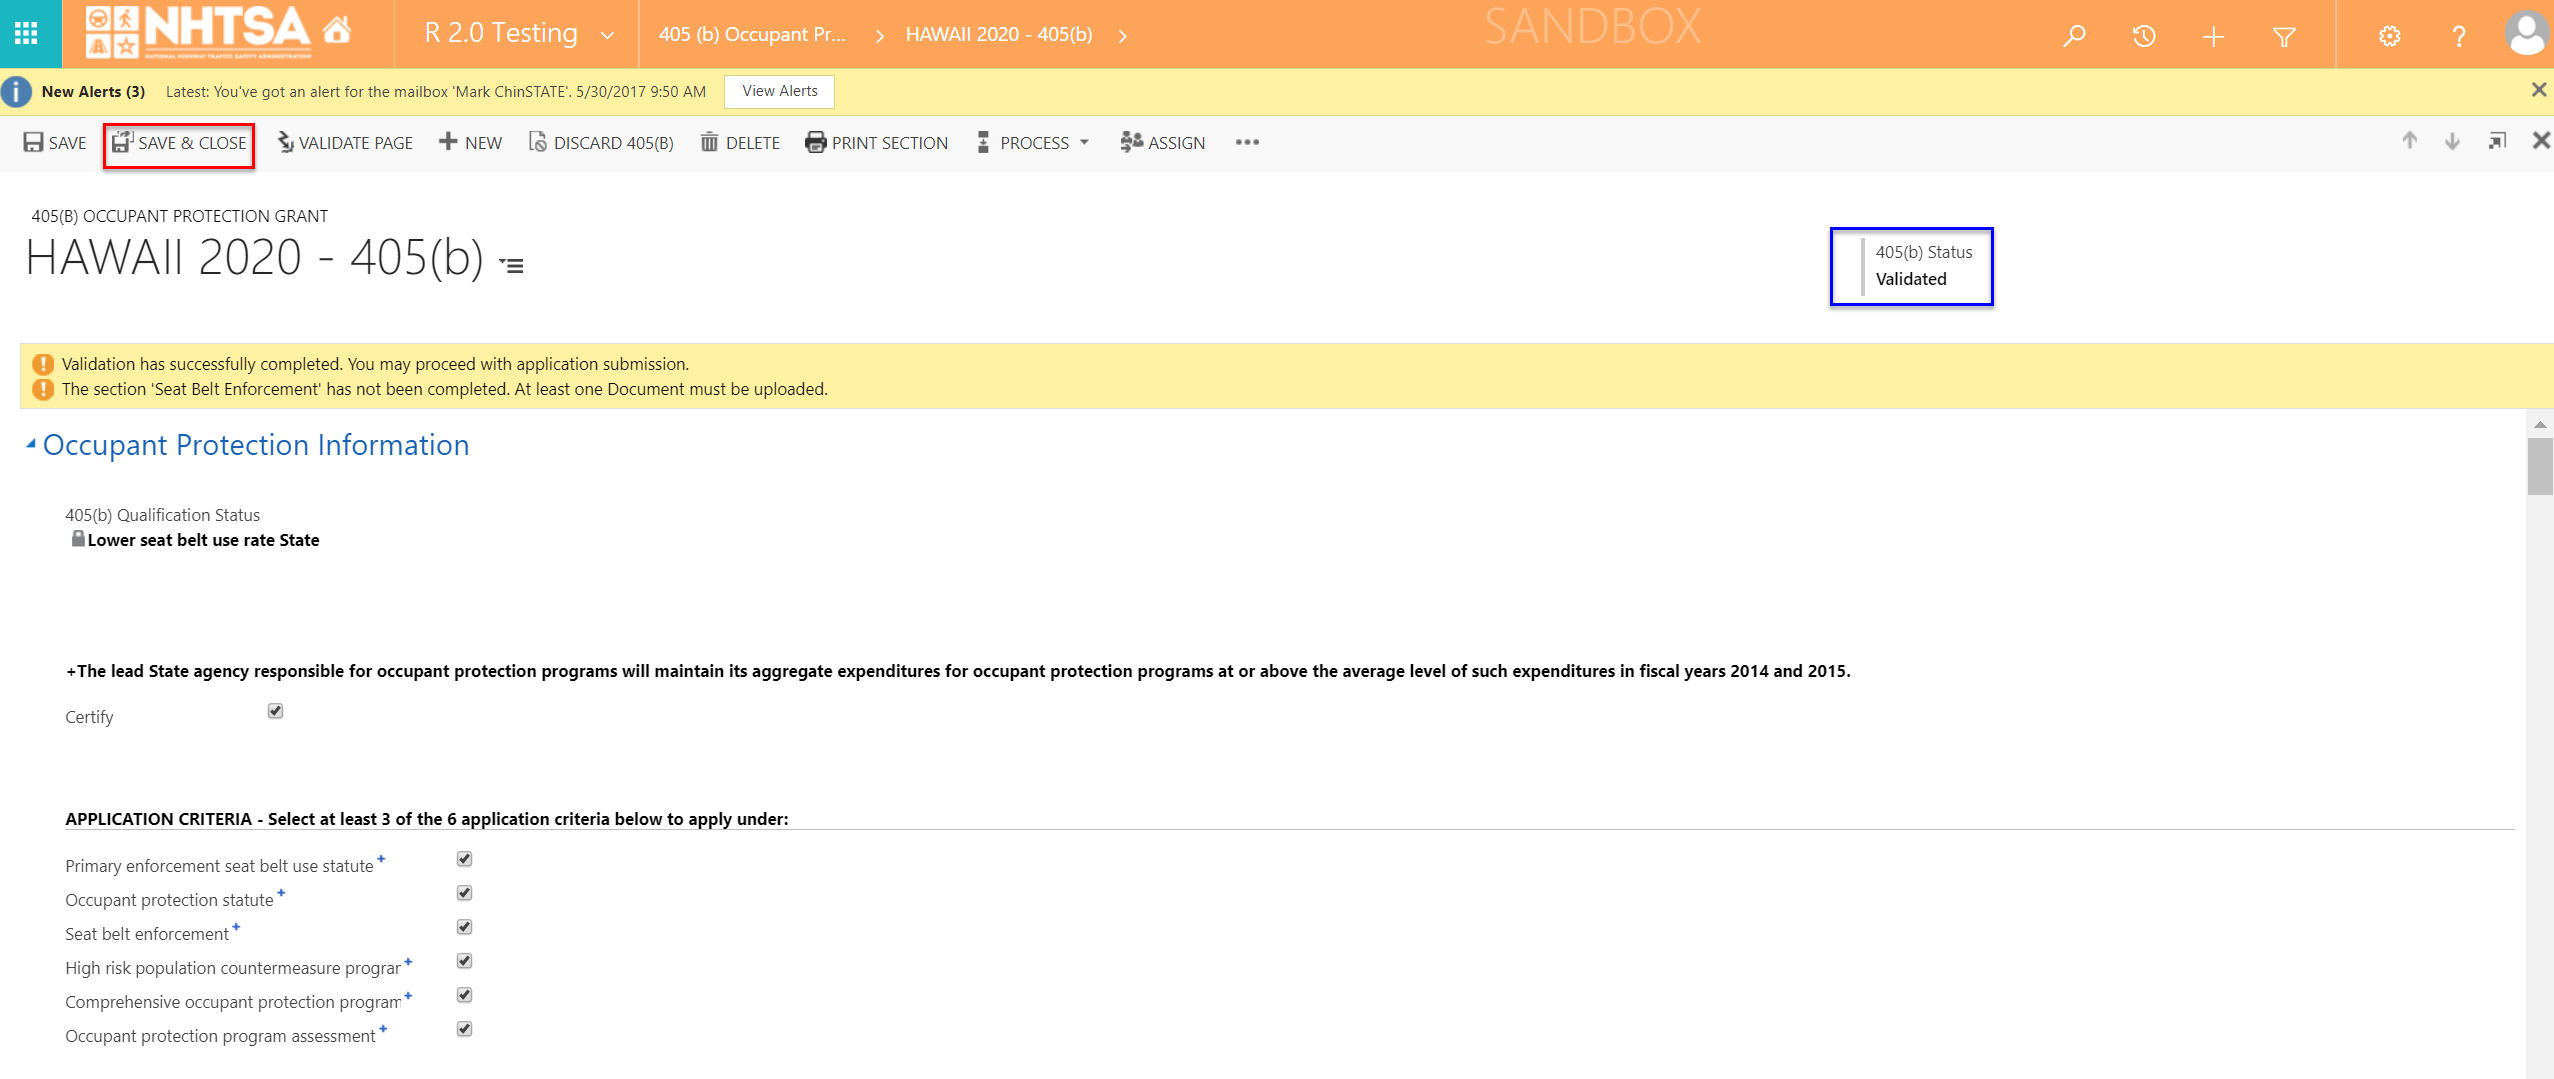 NHTSA
NATIONAL HIGHWAY TRAFFIC SAFETY ADMINISTRATION
R 2.0 Testing
405 (b) Occupant Pr...
HAWAII 2020 - 405(b)
SANDBOX
New Alerts (3) Latest: You've got an alert for the mailbox 'Mark ChinSTATE'. 5/30/2017 9:50 AM View Alerts
SAVE SAVE & CLOSE VALIDATE PAGE NEW DISCARD 405(B) DELETE PRINT SECTION PROCESS ASSIGN •••
405(B) OCCUPANT PROTECTION GRANT
HAWAII 2020 - 405(b)
405(b) Status
Validated
Validation has successfully completed. You may proceed with application submission.
The section 'Seat Belt Enforcement' has not been completed. At least one Document must be uploaded.
Occupant Protection Information
405(b) Qualification Status
Lower seat belt use rate State
+The lead State agency responsible for occupant protection programs will maintain its aggregate expenditures for occupant protection programs at or above the average level of such expenditures in fiscal years 2014 and 2015.
Certify
APPLICATION CRITERIA - Select at least 3 of the 6 application criteria below to apply under:
Primary enforcement seat belt use statute +
Occupant protection statute +
Seat belt enforcement +
High risk population countermeasure prograr +
Comprehensive occupant protection program +
Occupant protection program assessment +